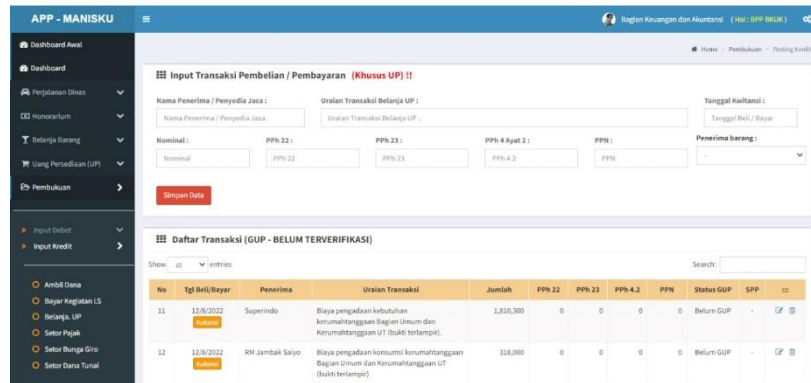 APP - MANISKU
Bagian Keuangan dan Akuntansi ( Hai : BPP BKUK )
Dashboard Awal
Dashboard
Perjalanan Dinas
Honorarium
Belanja Barang
Uang Persediaan (UP)
Pembukuan
Input Debet
Input Kredit
Ambil Dana
Bayar Kegiatan LS
Belanja. UP
Setor Pajak
Setor Bunga Giro
Setor Dana Tunai
Home Pembukuan Posting Kredit
Input Transaksi Pembelian / Pembayaran (Khusus UP) !!
Nama Penerima / Penyedia Jasa : Uraian Transaksi Belanja UP : Tanggal Kwitansi :
Nama Penerima / Penyedia Jasa Uraian Transaksi Belanja UP .. Tanggal Beli / Bayar
Nominal : PPh 22 : PPh 23 : PPh 4 Ayat 2 : PPN : Penerima barang :
Nominal PPh 22 PPh 23 PPh 4.2 PPN -
Simpan Data
Daftar Transaksi (GUP - BELUM TERVERIFIKASI)
Show 10 entries Search:
No Tgl Beli/Bayar Penerima Uraian Transaksi Jumlah PPh 22 PPh 23 PPh 4.2 PPN Status GUP SPP :::
11 12/8/2022 Superindo Biaya pengadaan kebutuhan 1,810,300 0 0 0 0 Belum GUP -
Kuitansi kerumahtanggaan Bagian Umum dan
Kerumahtanggaan UT (bukti terlampir).
12 12/8/2022 RM Jambak Saiyo Biaya pengadaan konsumsi kerumahtanggaan 318,000 0 0 0 0 Belum GUP -
Kuitansi Bagian Umum dan Kerumahtanggaan UT
(bukti terlampir)